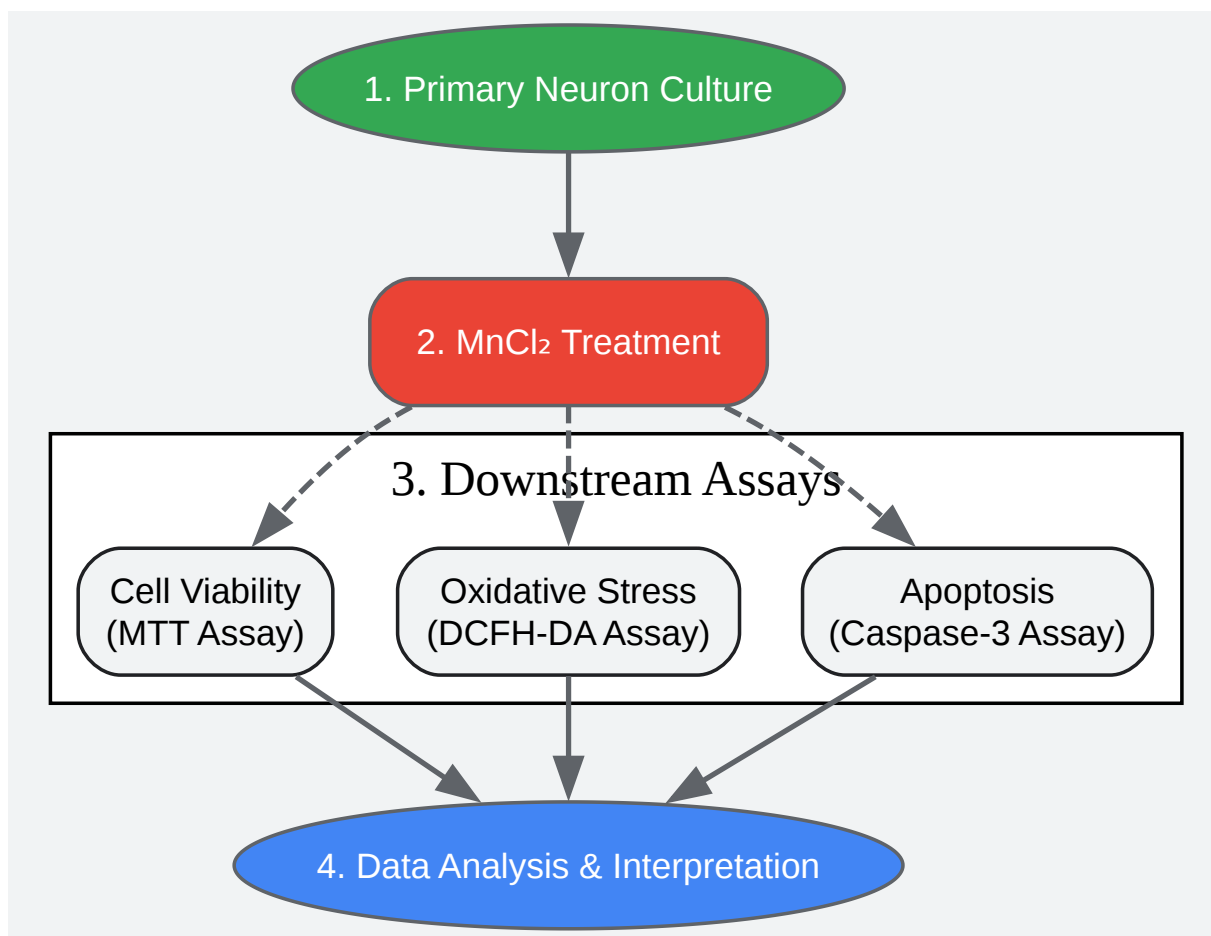 1. Primary Neuron Culture
2. MnCl₂ Treatment
3. Downstream Assays
Cell Viability
(MTT Assay)
Oxidative Stress
(DCFH-DA Assay)
Apoptosis
(Caspase-3 Assay)
4. Data Analysis & Interpretation